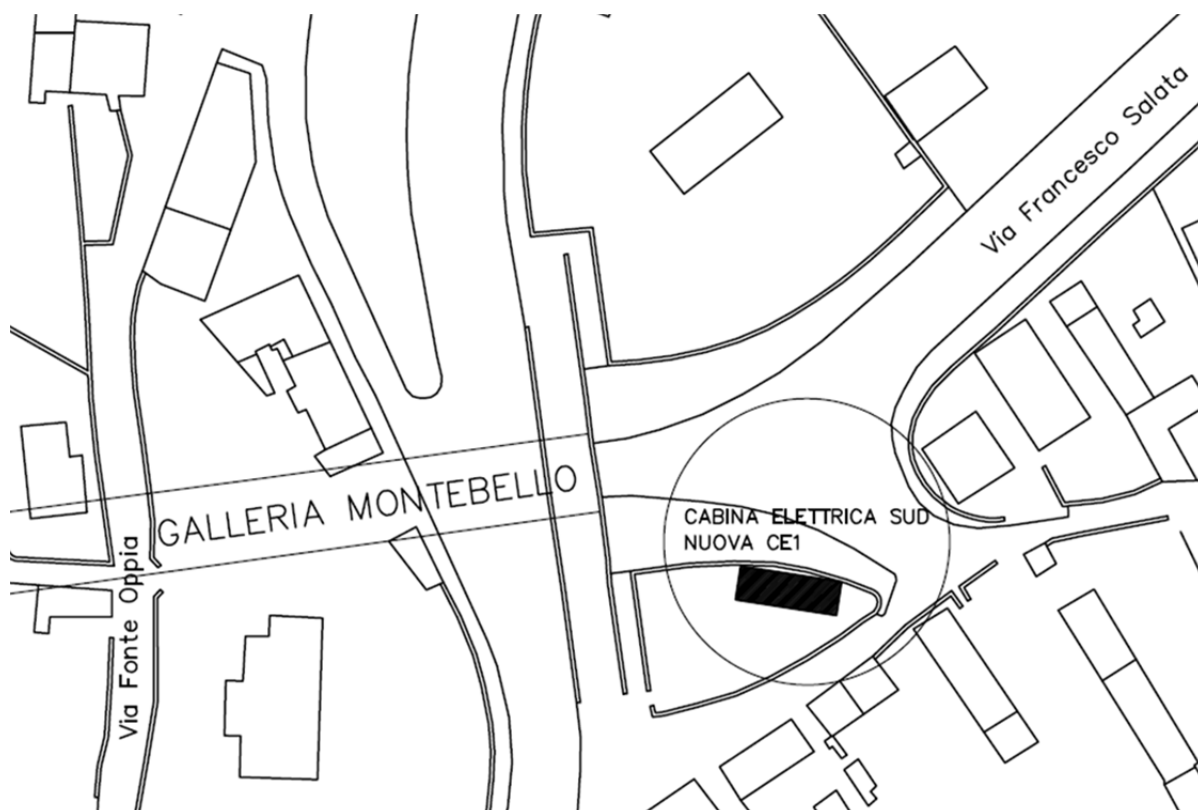 Via Francesco Salata
GALLERIA MONTEBELLO
CABINA ELETTRICA SUD
NUOVA CE1
Via Fonte Oppia